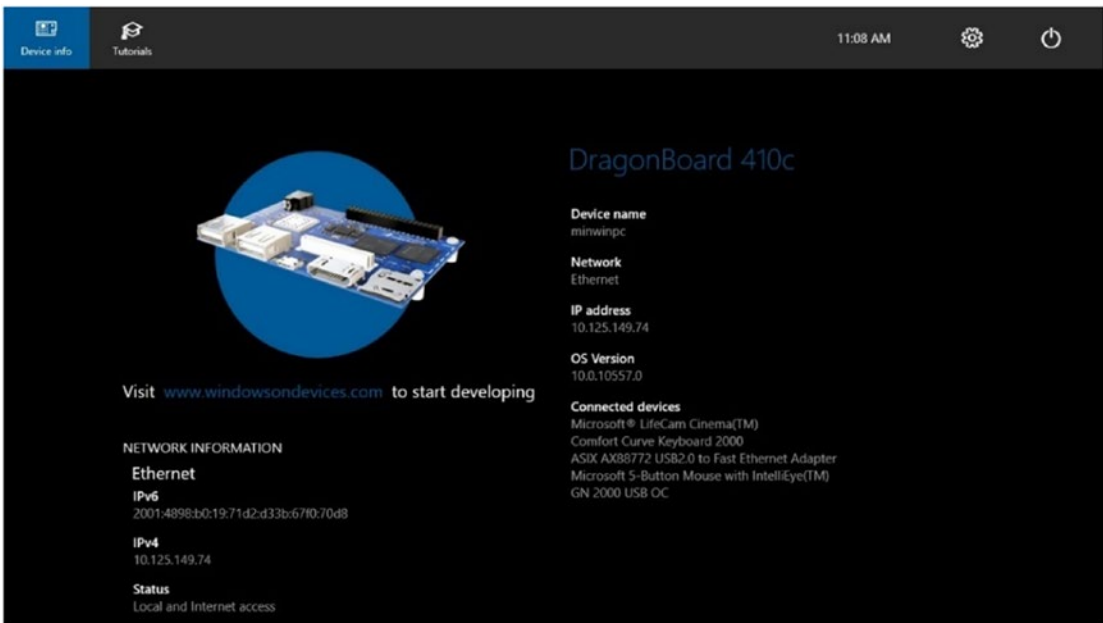 Device info
Tutorials
11:08 AM
DragonBoard 410c
Device name
minwinpc
Network
Ethernet
IP address
10.125.149.74
OS Version
10.0.10557.0
Connected devices
Microsoft® LifeCam Cinema(TM)
Comfort Curve Keyboard 2000
ASIX AX88772 USB2.0 to Fast Ethernet Adapter
Microsoft 5-Button Mouse with IntelliEye(TM)
GN 2000 USB OC
Visit www.windowsondevices.com to start developing
NETWORK INFORMATION
Ethernet
IPv6
2001:4898:b0:19:71d2:d33b:67f0:70d8
IPv4
10.125.149.74
Status
Local and Internet access